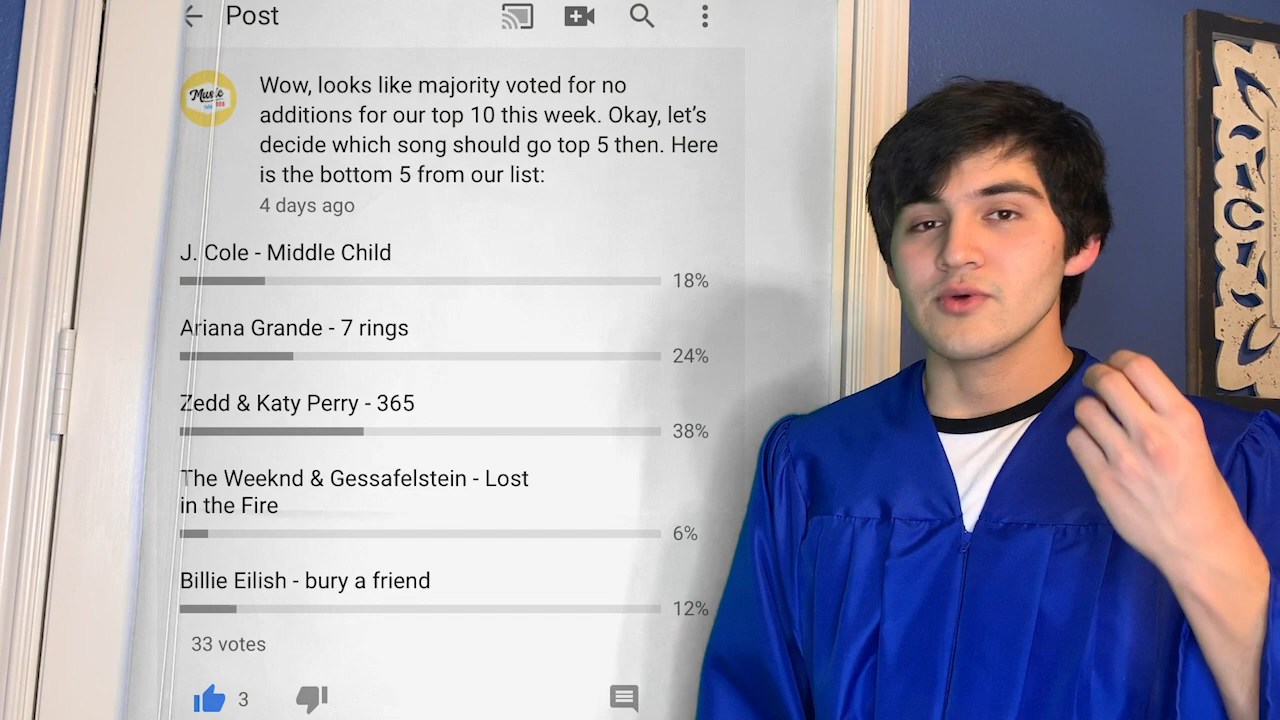 Post
Wow, looks like majority voted for no
additions for our top 10 this week. Okay, let’s
decide which song should go top 5 then. Here
is the bottom 5 from our list:
4 days ago
Music
J. Cole - Middle Child
18%
Ariana Grande - 7 rings
24%
Zedd & Katy Perry - 365
38%
The Weeknd & Gessafelstein - Lost
in the Fire
6%
Billie Eilish - bury a friend
12%
33 votes
3